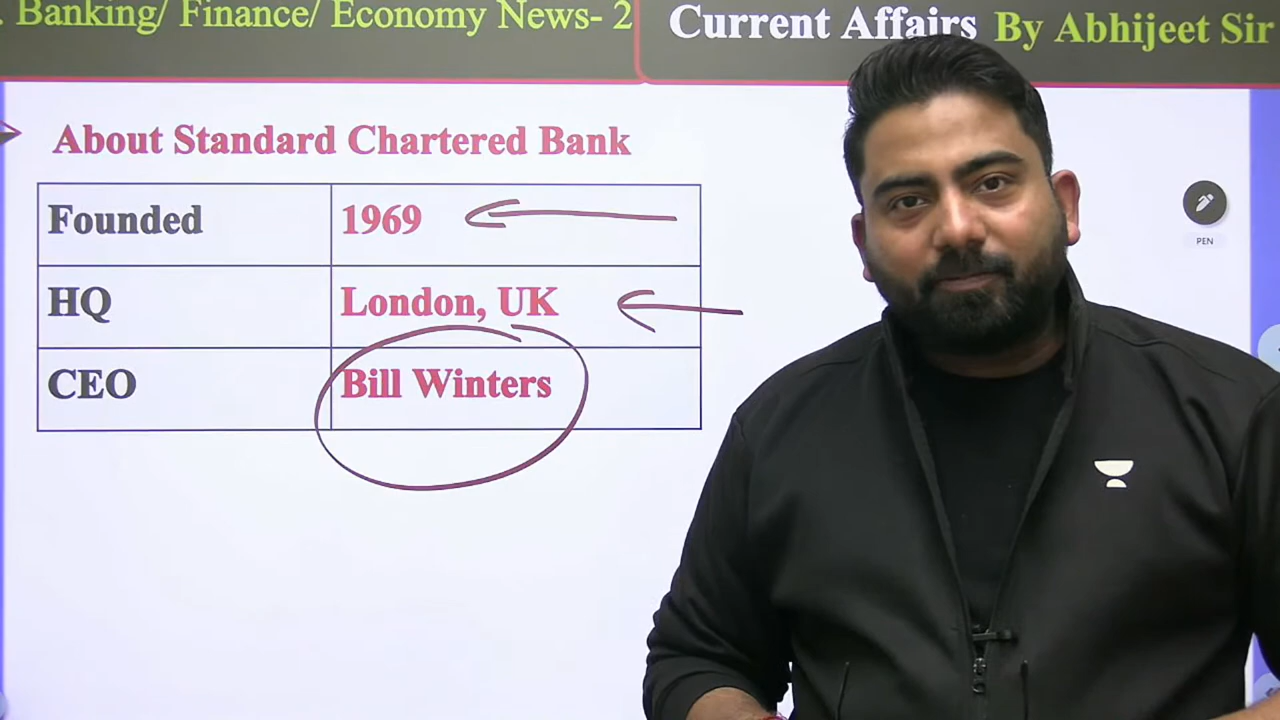 . Banking/ Finance/ Economy News- 2
Current Affairs By Abhijeet Sir
About Standard Chartered Bank
Founded 1969
HQ London, UK
CEO Bill Winters
PEN